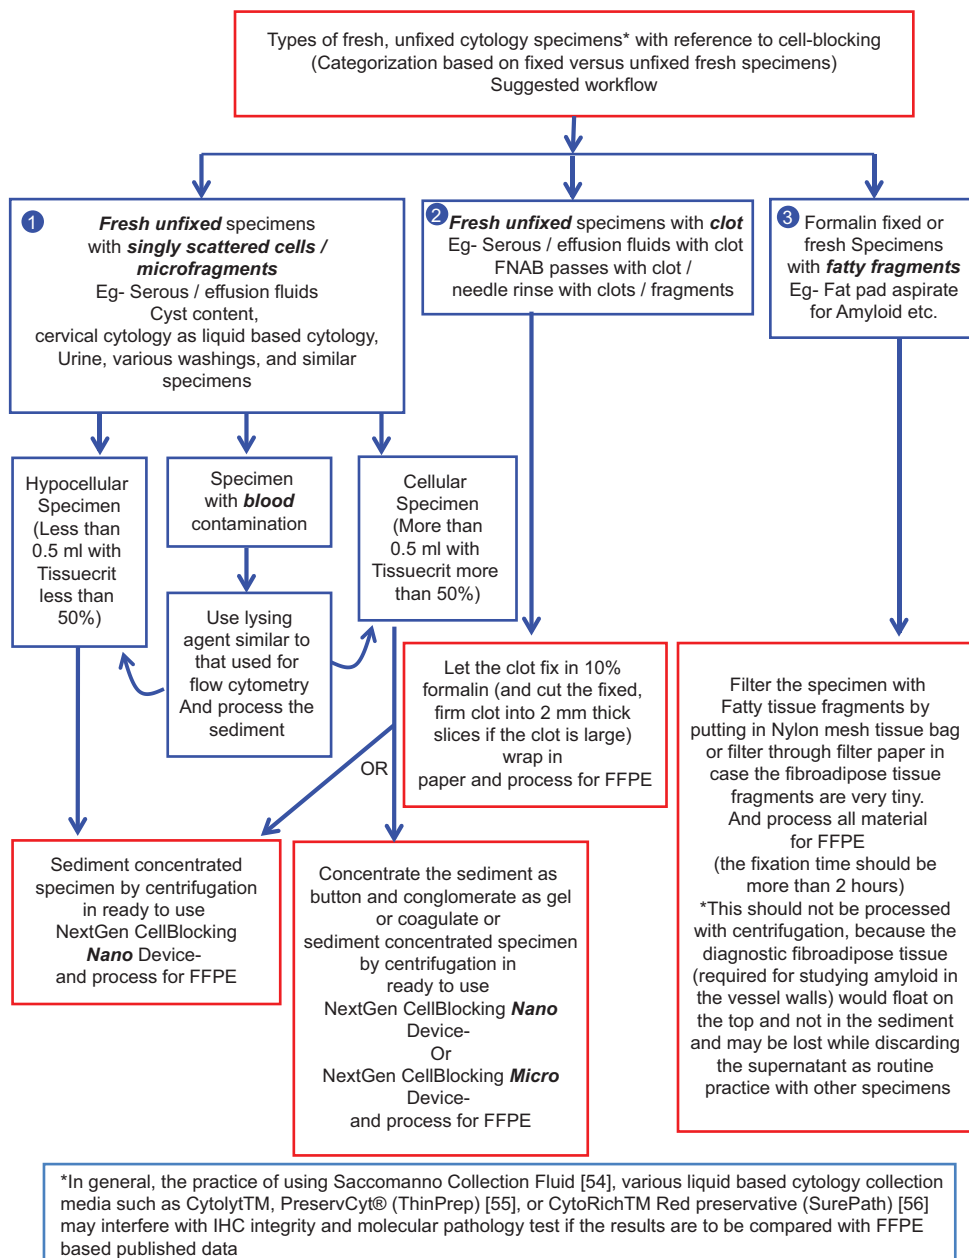 Types of fresh, unfixed cytology specimens* with reference to cell-blocking
(Categorization based on fixed versus unfixed fresh specimens)
Suggested workflow
1
Fresh unfixed specimens
with singly scattered cells /
microfragments
Eg- Serous / effusion fluids
Cyst content,
cervical cytology as liquid based cytology,
Urine, various washings, and similar
specimens
2
Fresh unfixed specimens with clot
Eg- Serous / effusion fluids with clot
FNAB passes with clot /
needle rinse with clots / fragments
3
Formalin fixed or
fresh Specimens
with fatty fragments
Eg- Fat pad aspirate
for Amyloid etc.
Hypocellular
Specimen
(Less than
0.5 ml with
Tissuecrit
less than
50%)
Specimen
with blood
contamination
Cellular
Specimen
(More than
0.5 ml with
Tissuecrit more
than 50%)
Use lysing
agent similar to
that used for
flow cytometry
And process the
sediment
Let the clot fix in 10%
formalin (and cut the fixed,
firm clot into 2 mm thick
slices if the clot is large)
wrap in
paper and process for FFPE
Filter the specimen with
Fatty tissue fragments by
putting in Nylon mesh tissue bag
or filter through filter paper in
case the fibroadipose tissue
fragments are very tiny.
And process all material
for FFPE
(the fixation time should be
more than 2 hours)
*This should not be processed
with centrifugation, because the
diagnostic fibroadipose tissue
(required for studying amyloid in
the vessel walls) would float on
the top and not in the sediment
and may be lost while discarding
the supernatant as routine
practice with other specimens
OR
Sediment concentrated
specimen by centrifugation
in ready to use
NextGen CellBlocking
Nano Device-
and process for FFPE
Concentrate the sediment as
button and conglomerate as gel
or coagulate or
sediment concentrated specimen
by centrifugation in
ready to use
NextGen CellBlocking Nano
Device-
Or
NextGen CellBlocking Micro
Device-
and process for FFPE
*In general, the practice of using Saccomanno Collection Fluid [54], various liquid based cytology collection
media such as CytolytTM, PreservCyt® (ThinPrep) [55], or CytoRichTM Red preservative (SurePath) [56]
may interfere with IHC integrity and molecular pathology test if the results are to be compared with FFPE
based published data